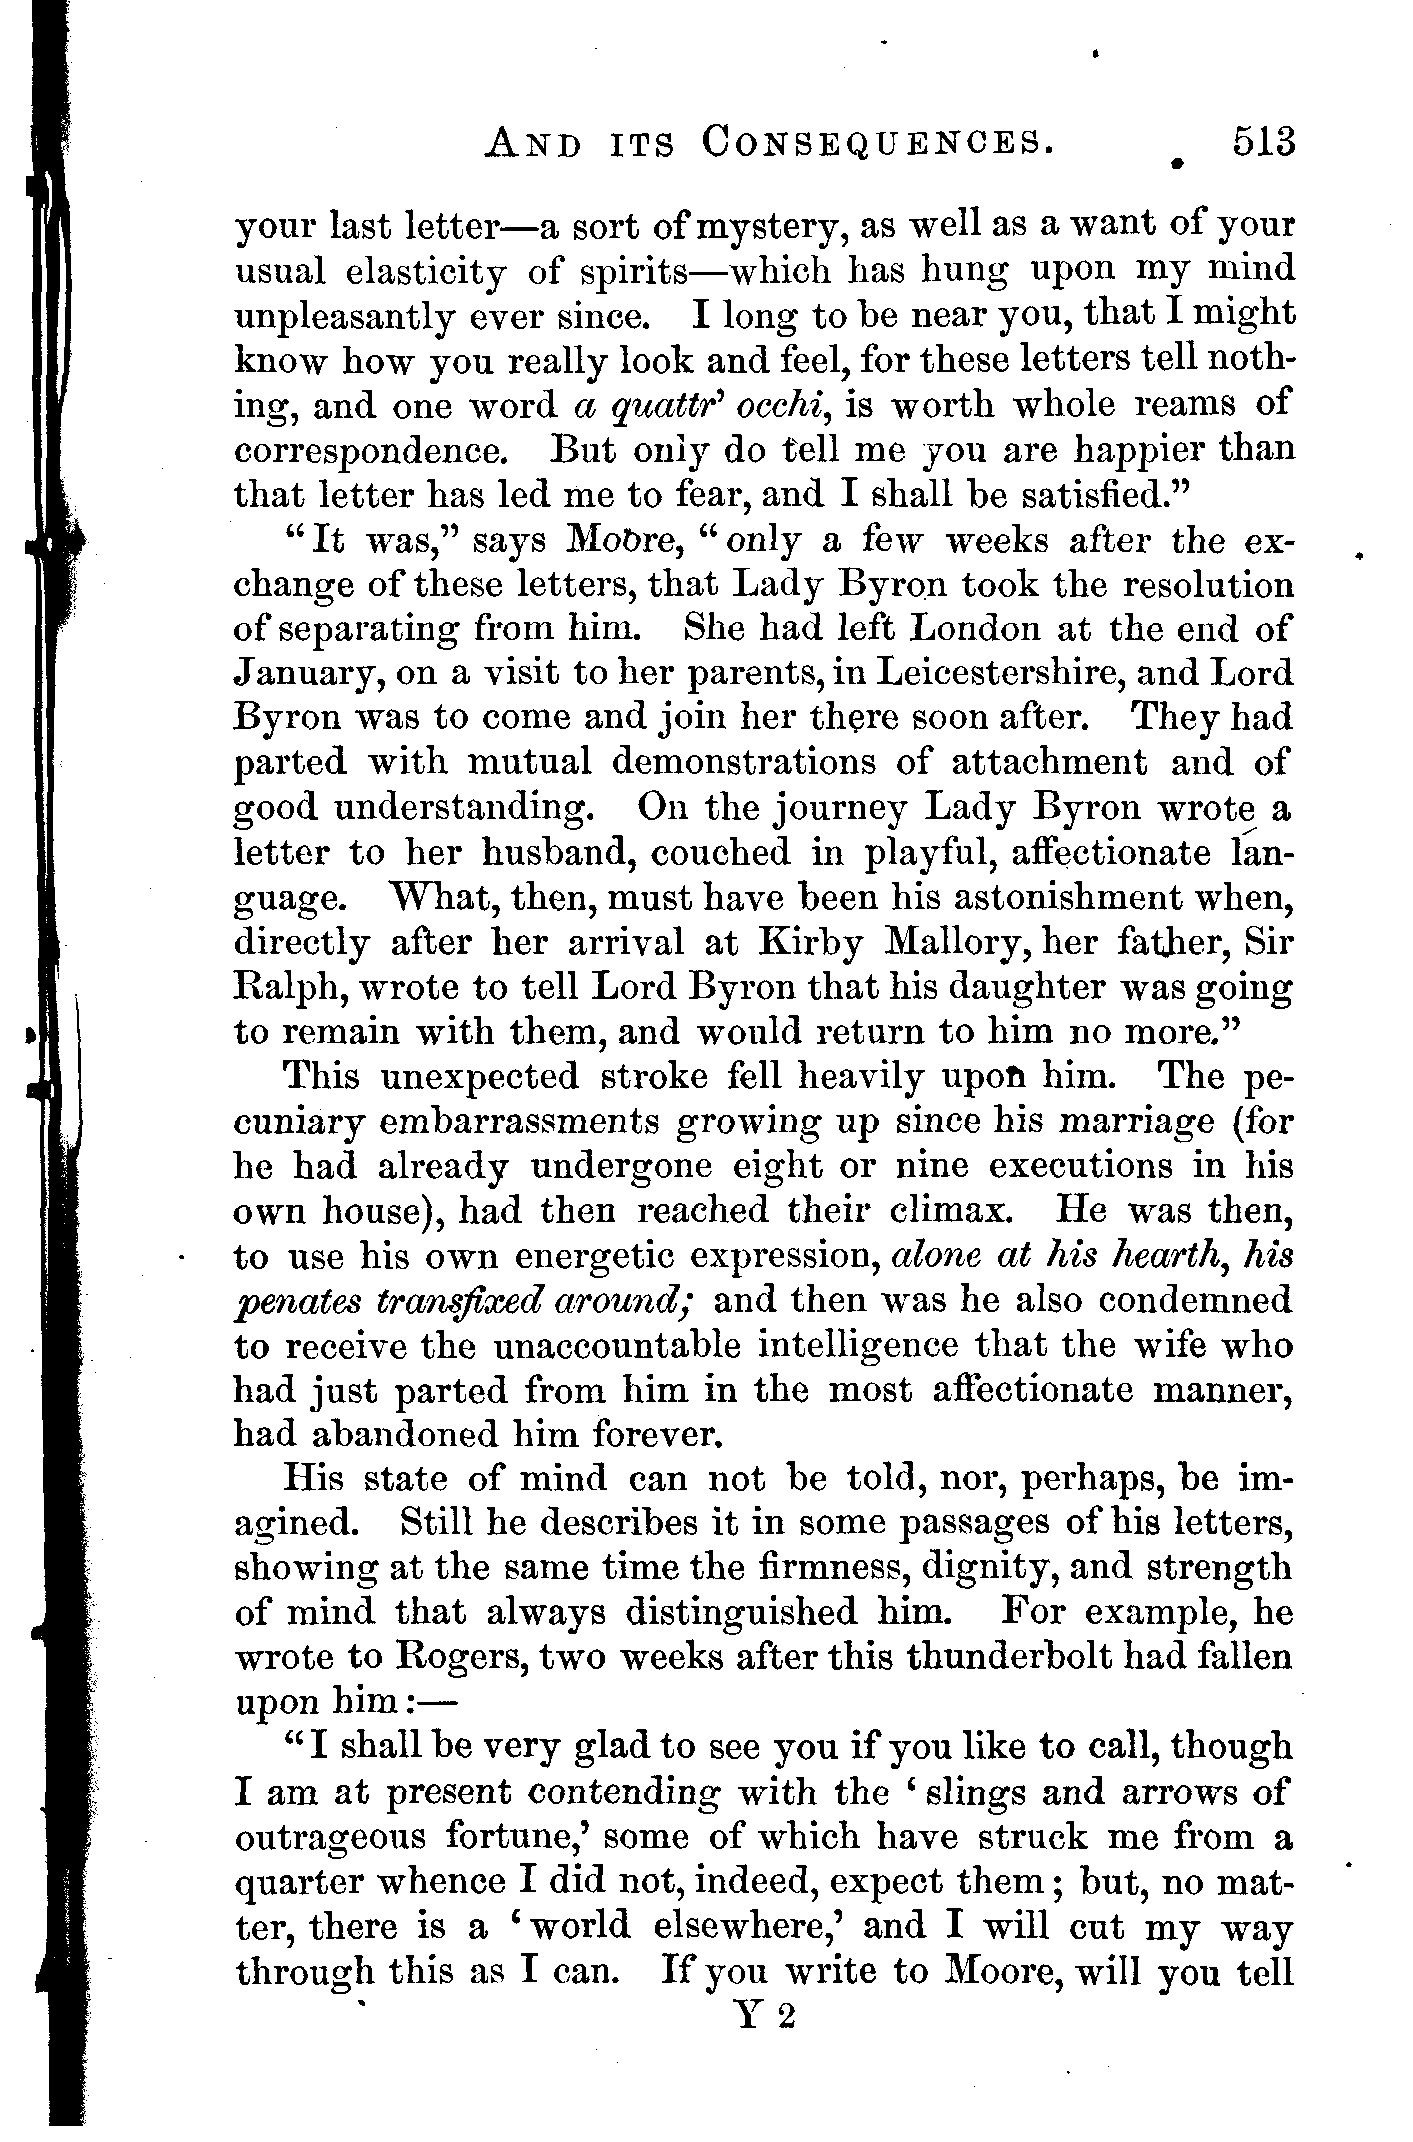 AND ITS CONSEQUENCES. 513
your last letter—a sort of mystery, as well as a want of your
usual elasticity of spirits—which has hung upon my mind
unpleasantly ever since. I long to be near you, that I might
know how you really look and feel, for these letters tell noth-
ing, and one word a quattr' occhi, is worth whole reams of
correspondence. But only do tell me you are happier than
that letter has led me to fear, and I shall be satisfied."
"It was," says Moore, "only a few weeks after the ex-
change of these letters, that Lady Byron took the resolution
of separating from him. She had left London at the end of
January, on a visit to her parents, in Leicestershire, and Lord
Byron was to come and join her there soon after. They had
parted with mutual demonstrations of attachment and of
good understanding. On the journey Lady Byron wrote a
letter to her husband, couched in playful, affectionate lan-
guage. What, then, must have been his astonishment when,
directly after her arrival at Kirby Mallory, her father, Sir
Ralph, wrote to tell Lord Byron that his daughter was going
to remain with them, and would return to him no more."
This unexpected stroke fell heavily upon him. The pe-
cuniary embarrassments growing up since his marriage (for
he had already undergone eight or nine executions in his
own house), had then reached their climax. He was then,
to use his own energetic expression, alone at his hearth, his
penates transfixed around; and then was he also condemned
to receive the unaccountable intelligence that the wife who
had just parted from him in the most affectionate manner,
had abandoned him forever.
His state of mind can not be told, nor, perhaps, be im-
agined. Still he describes it in some passages of his letters,
showing at the same time the firmness, dignity, and strength
of mind that always distinguished him. For example, he
wrote to Rogers, two weeks after this thunderbolt had fallen
upon him:—
"I shall be very glad to see you if you like to call, though
I am at present contending with the 'slings and arrows of
outrageous fortune,' some of which have struck me from a
quarter whence I did not, indeed, expect them; but, no mat-
ter, there is a 'world elsewhere,' and I will cut my way
through this as I can. If you write to Moore, will you tell
Y 2